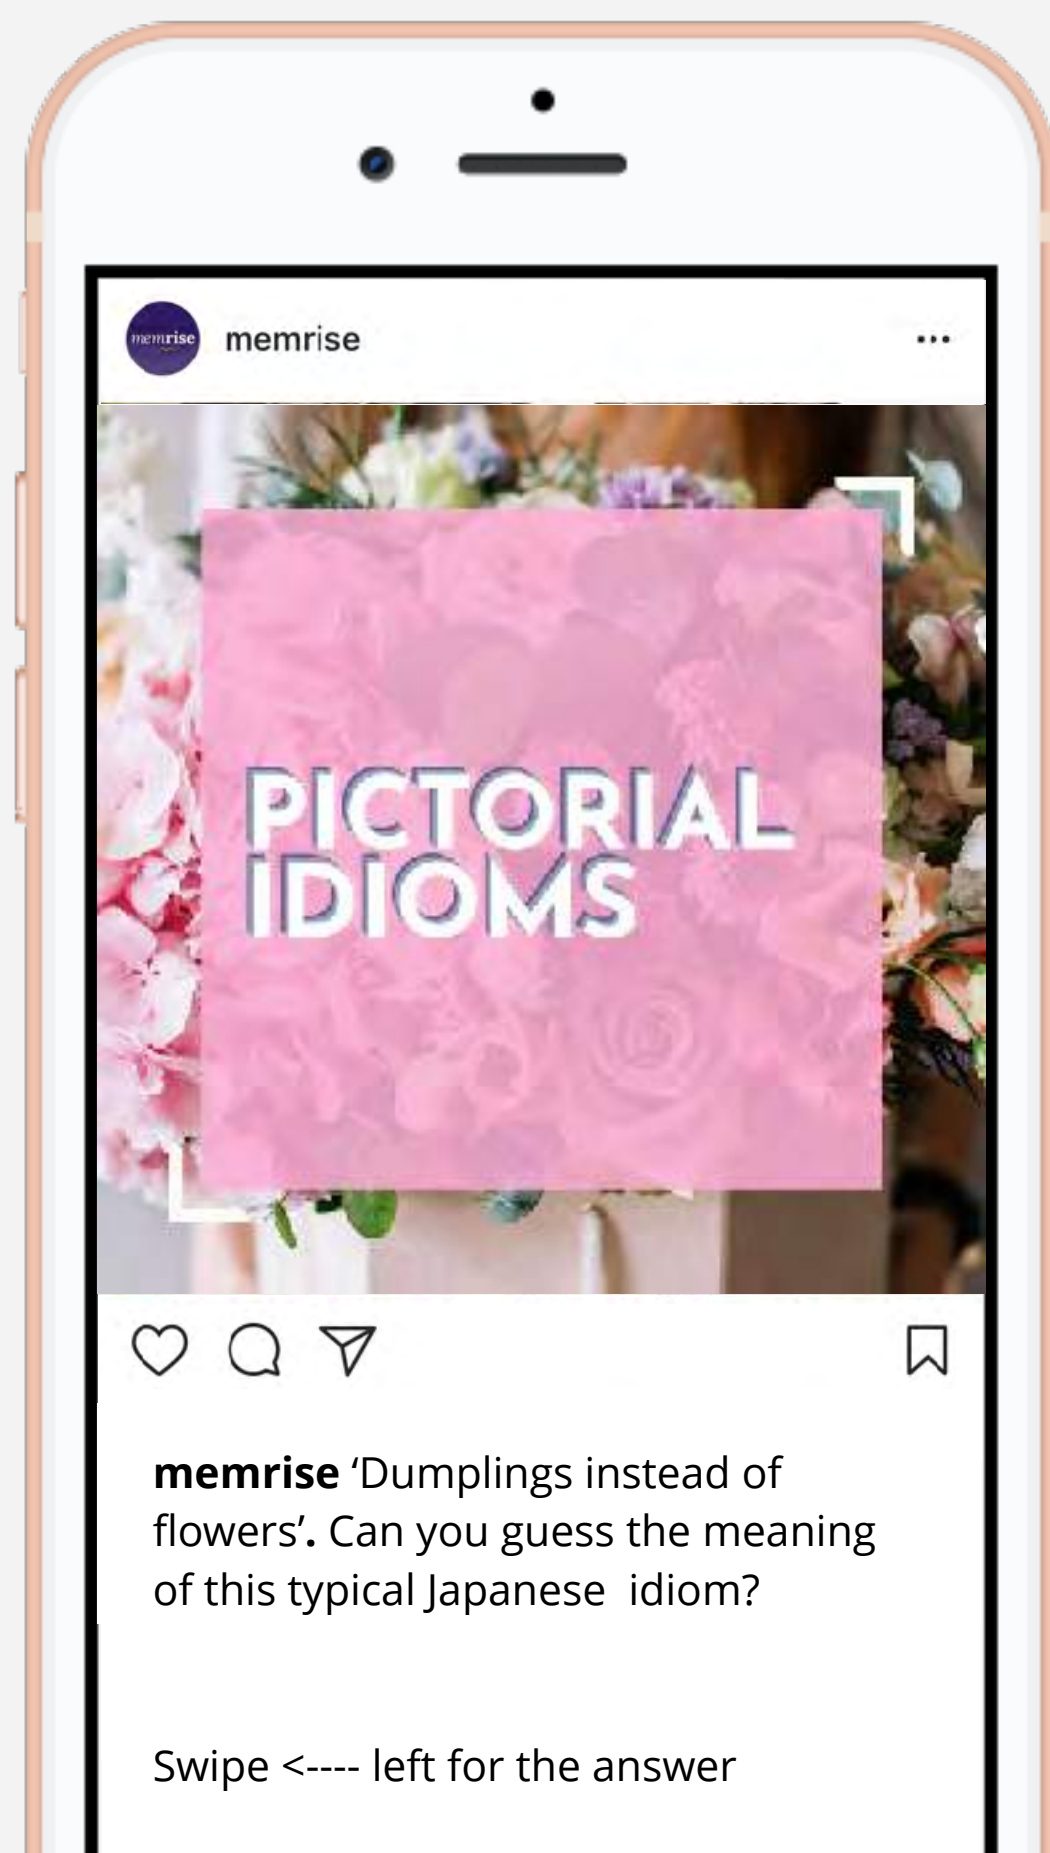 memrise
memrise
PICTORIAL
IDIOMS
memrise ‘Dumplings instead of
flowers’. Can you guess the meaning
of this typical Japanese  idiom?
Swipe <---- left for the answer